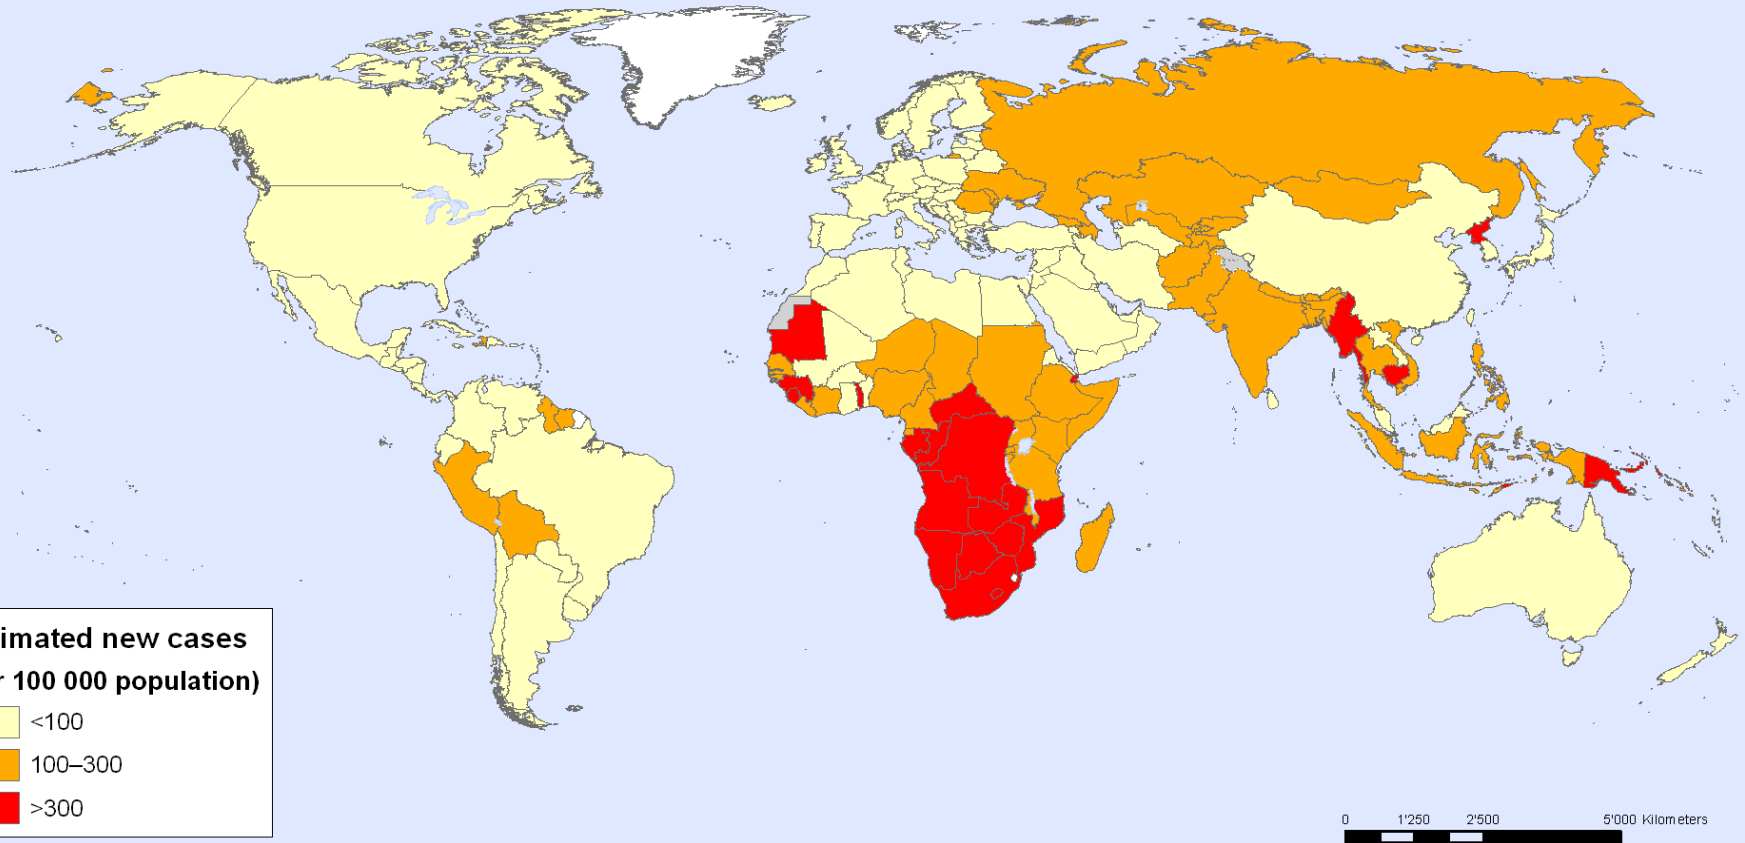 imated new cases
100 000 population)
<100
100–300
>300
0 1'250 2'500 5'000 Kilometers